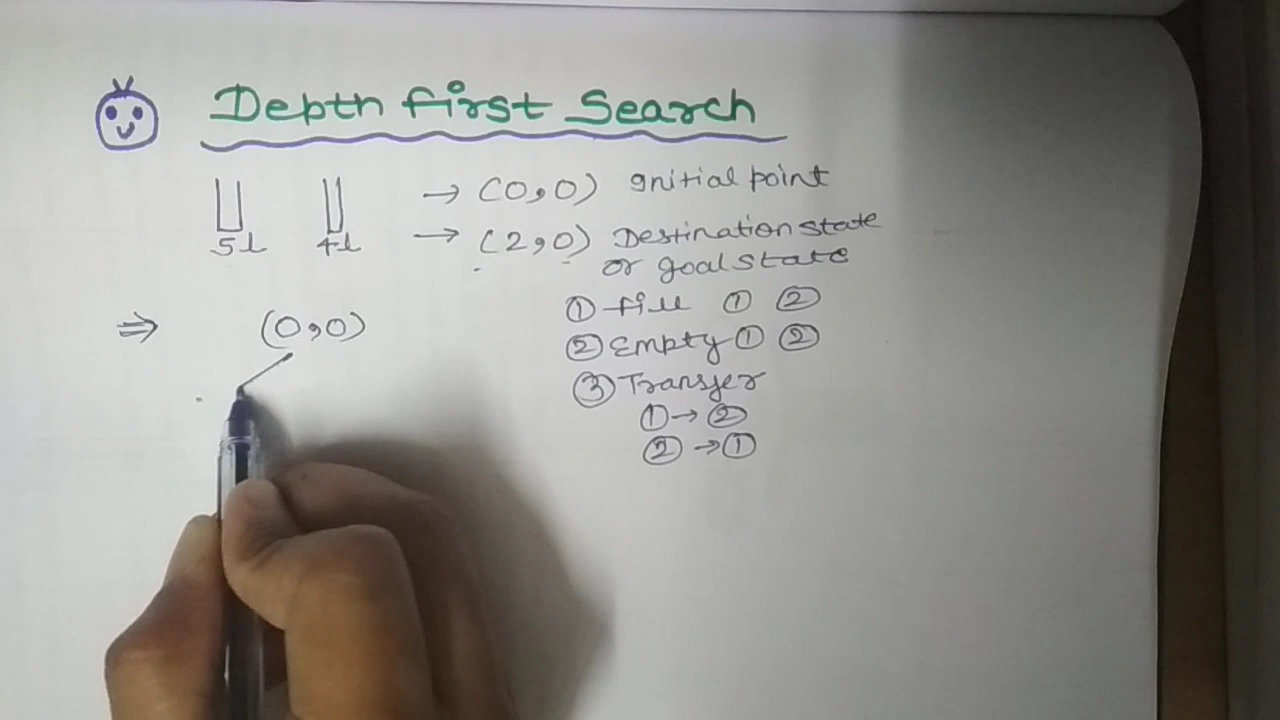 Depth first Search
→ (0,0) initial point
5l 4l → (2,0) Destination state
or goal state
⇒ (0,0)
① fill ① ②
② Empty ① ②
③ Transfer
① → ②
② → ①